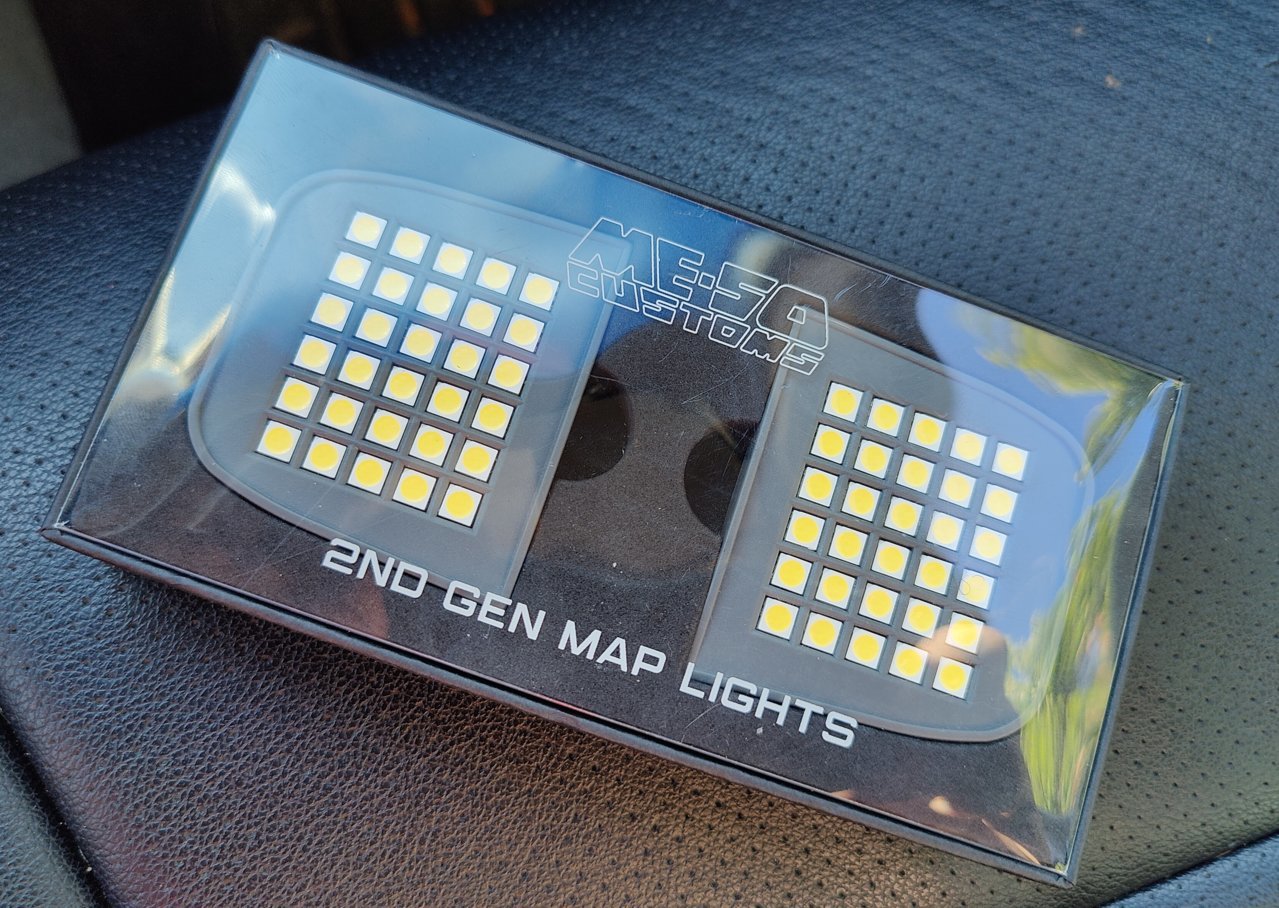 ME·SO
CUSTOMS
2ND GEN MAP LIGHTS